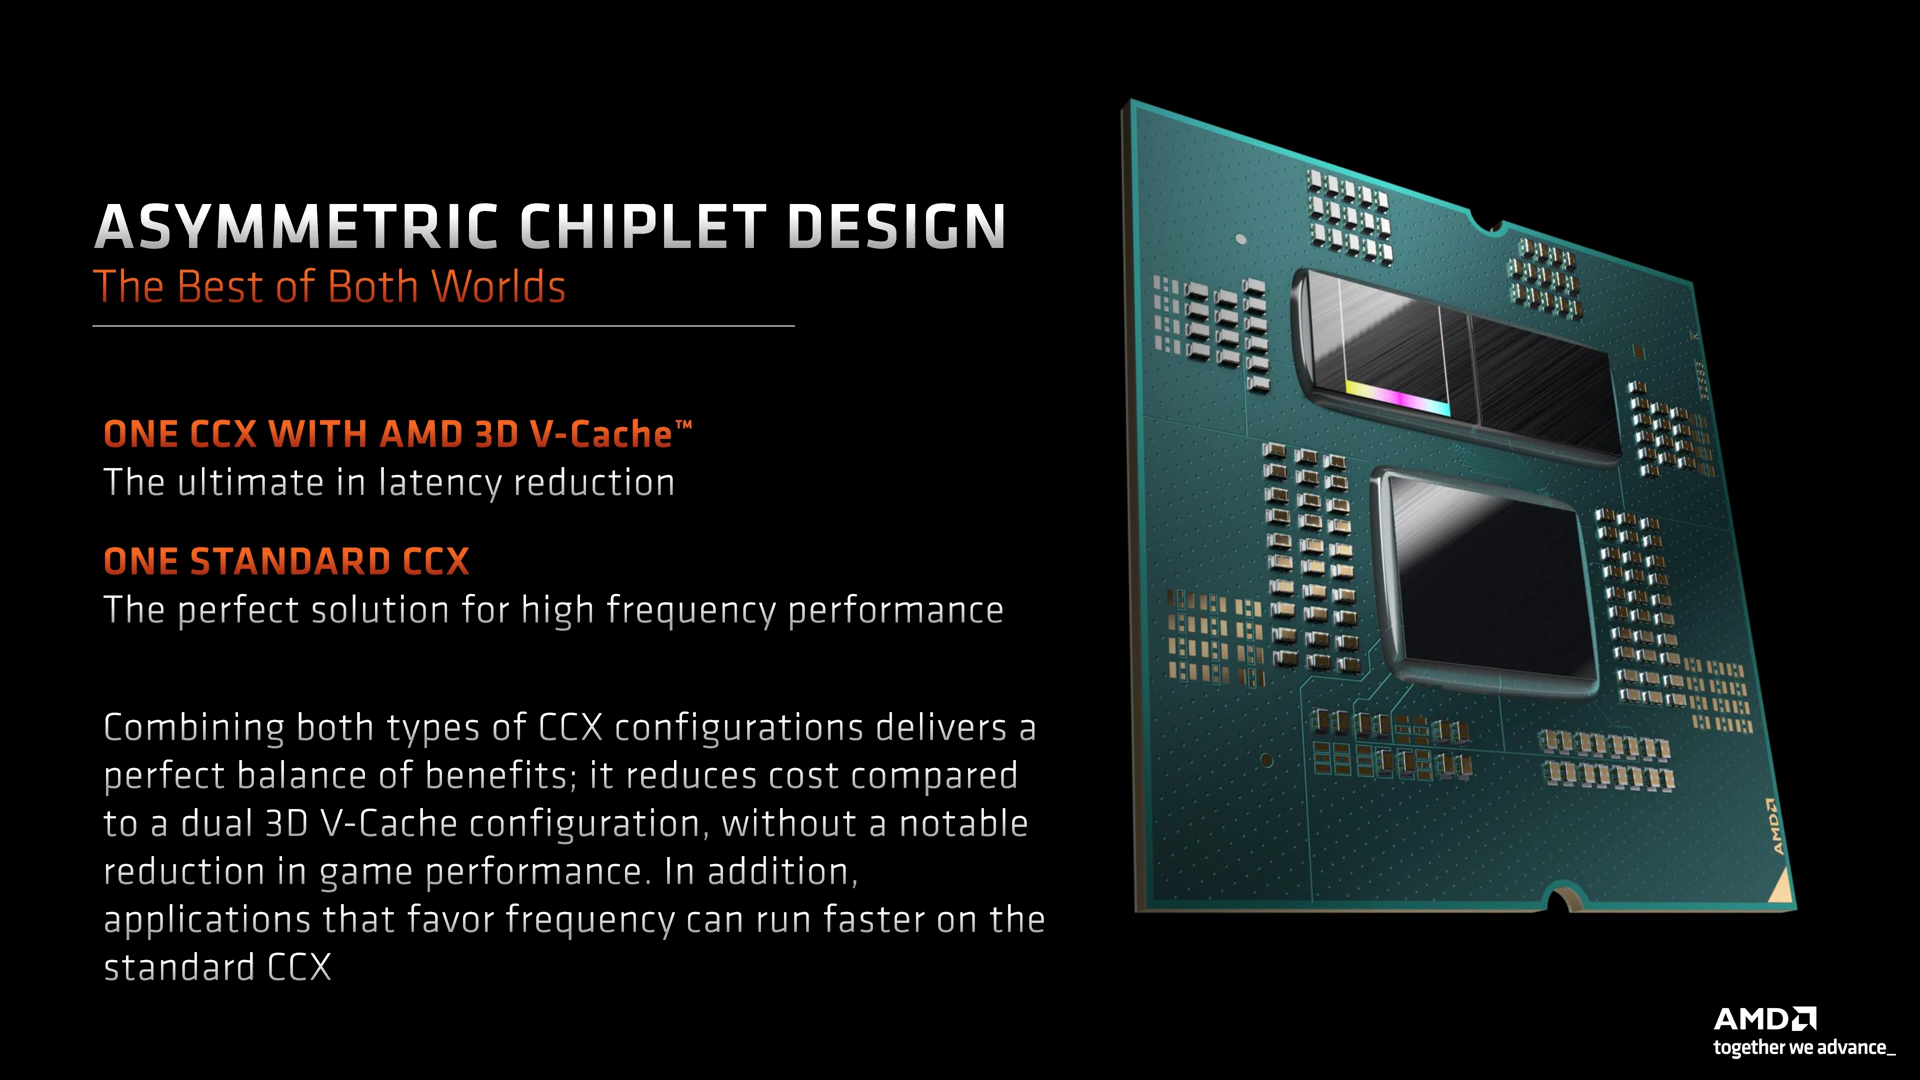 ASYMMETRIC CHIPLET DESIGN
The Best of Both Worlds
ONE CCX WITH AMD 3D V-Cache™
The ultimate in latency reduction
ONE STANDARD CCX
The perfect solution for high frequency performance
Combining both types of CCX configurations delivers a
perfect balance of benefits; it reduces cost compared
to a dual 3D V-Cache configuration, without a notable
reduction in game performance. In addition,
applications that favor frequency can run faster on the
standard CCX
AMD
AMD
together we advance_